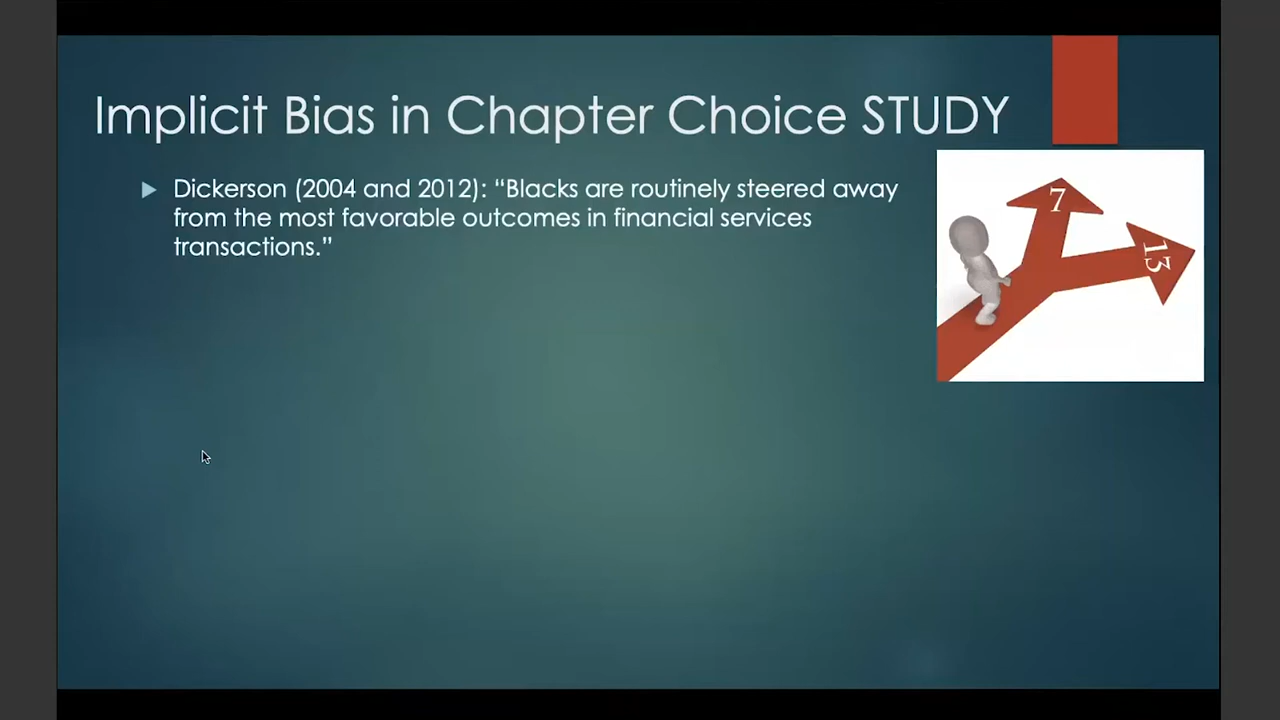 Implicit Bias in Chapter Choice STUDY
Dickerson (2004 and 2012): “Blacks are routinely steered away
from the most favorable outcomes in financial services
transactions.”
7
13